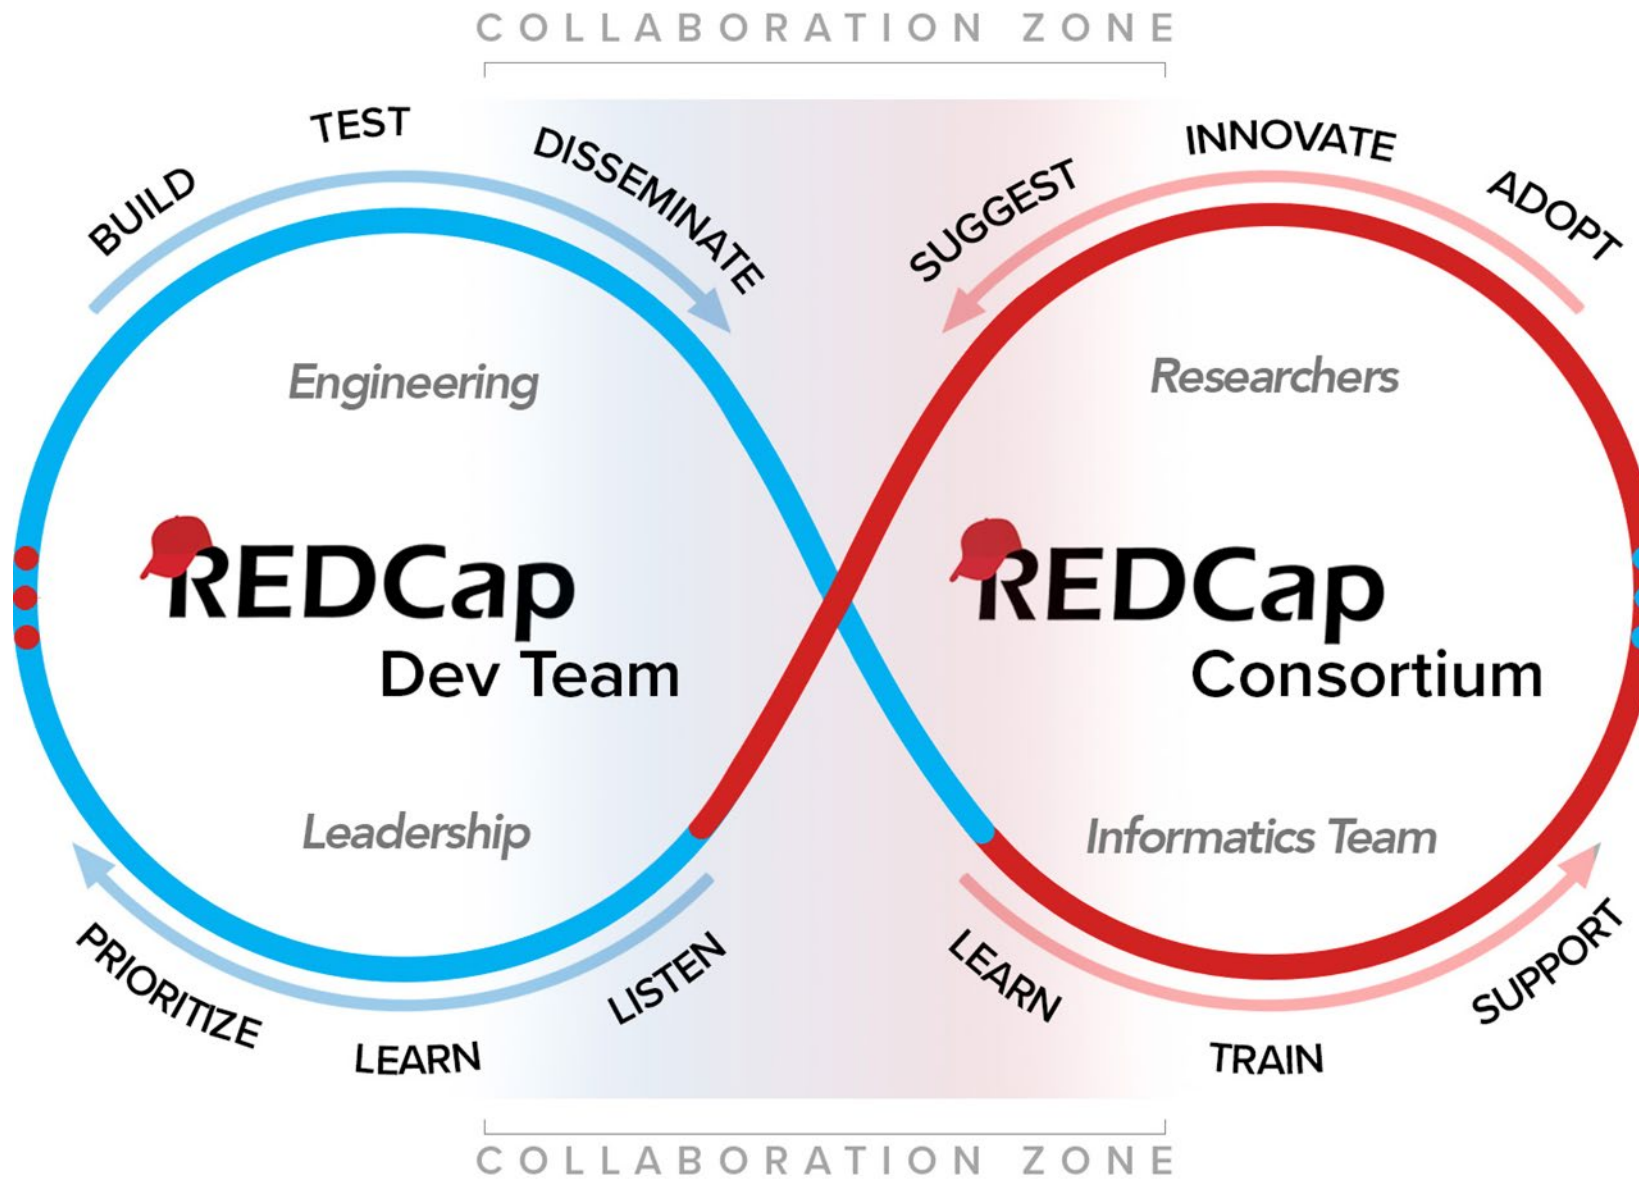 COLLABORATION ZONE
BUILD
TEST
DISSEMINATE
SUGGEST
INNOVATE
ADOPT
Engineering
Researchers
REDCap
Dev Team
REDCap
Consortium
Leadership
Informatics Team
PRIORITIZE
LEARN
LISTEN
LEARN
TRAIN
SUPPORT
COLLABORATION ZONE